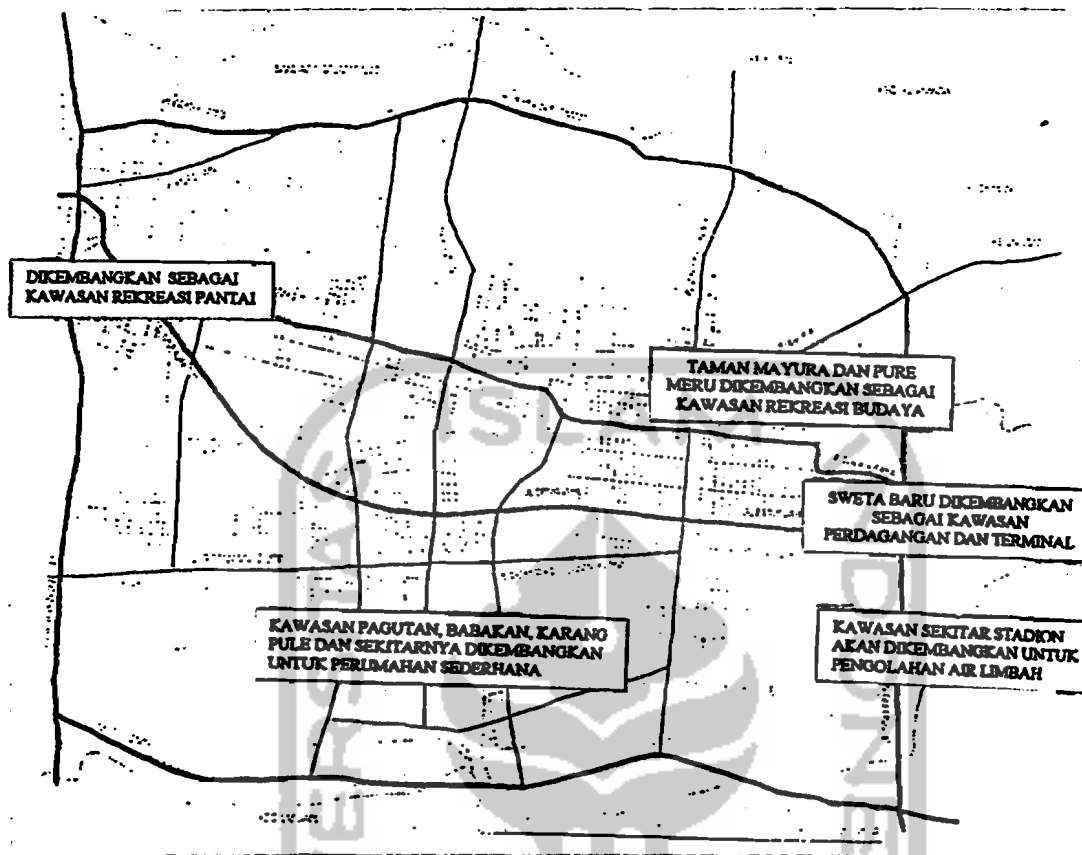 DIKEMBANGKAN SEBAGAI
KAWASAN REKREASI PANTAI
TAMAN MAYURA DAN PURE
MERU DIKEMBANGKAN SEBAGAI
KAWASAN REKREASI BUDAYA
SWETA BARU DIKEMBANGKAN
SEBAGAI KAWASAN
PERDAGANGAN DAN TERMINAL
KAWASAN PAGUTAN, BABAKAN, KARANG
PULE DAN SEKITARNYA DIKEMBANGKAN
UNTUK PERUMAHAN SEDERHANA
KAWASAN SEKITAR STADION
AKAN DIKEMBANGKAN UNTUK
PENGOLAHAN AIR LIMBAH
ISLAM